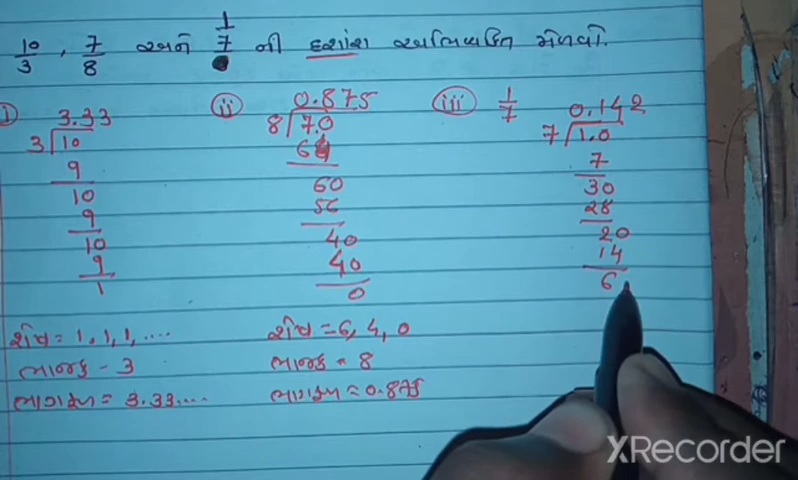 10/3 , 7/8 અને 1/7 ની દશાંશ અભિવ્યક્તિ મેળવો.
i) 3.33
3 10
9
10
9
10
9
1
શેષ = 1, 1, 1, ....
ભાજક - 3
ભાગફળ = 3.33....
ii 0.875
8 7.0
64
60
56
40
40
0
શેષ = 6, 4, 0
ભાજક = 8
ભાગફળ = 0.875
iii 1/7 0.142
7 1.0
7
30
28
20
14
6
XRecorder